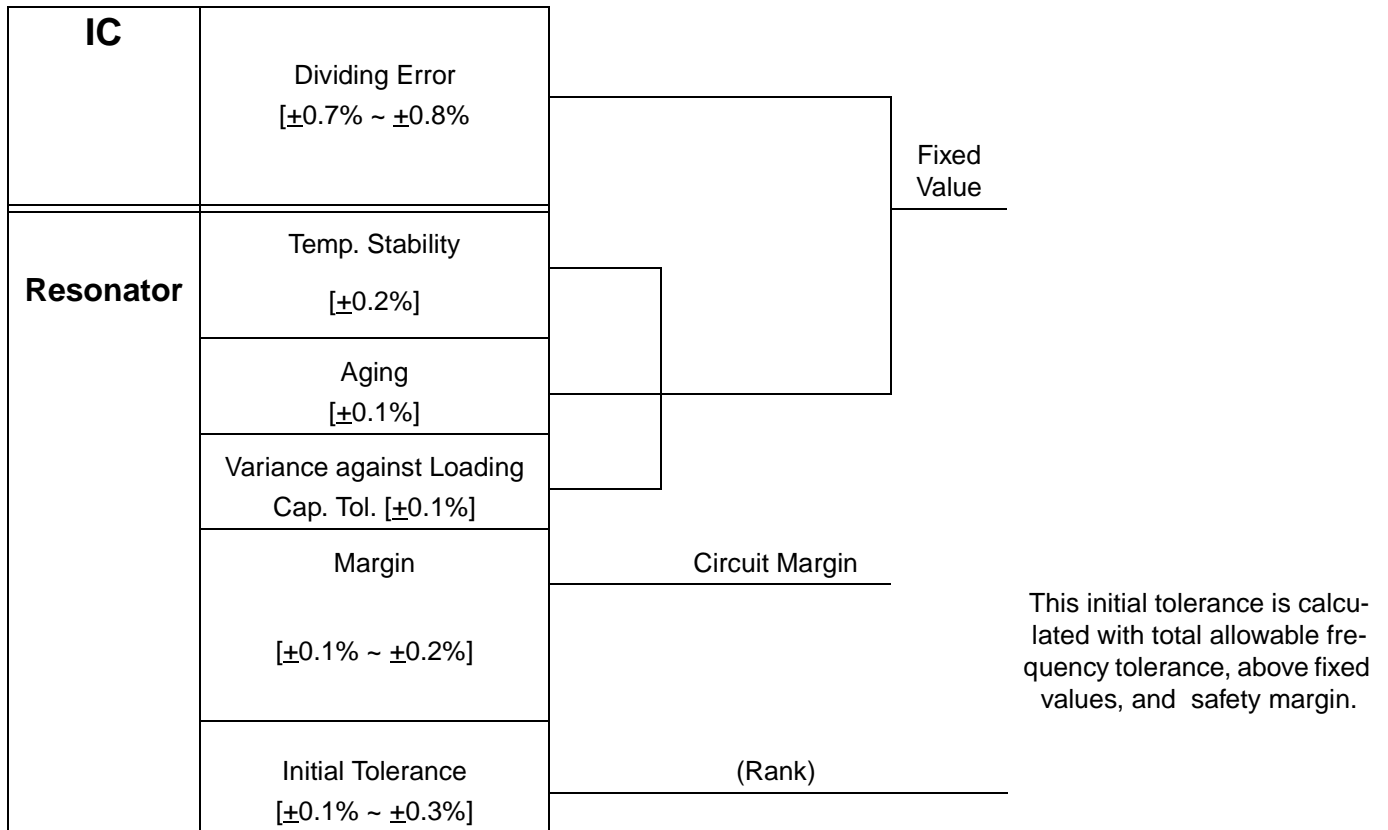 IC
Dividing Error
[±0.7% ~ ±0.8%
Fixed
Value
Temp. Stability
Resonator
[±0.2%]
Aging
[±0.1%]
Variance against Loading
Cap. Tol. [±0.1%]
Margin
Circuit Margin
[±0.1% ~ ±0.2%]
This initial tolerance is calcu-
lated with total allowable fre-
quency tolerance, above fixed
values, and safety margin.
Initial Tolerance
(Rank)
[±0.1% ~ ±0.3%]